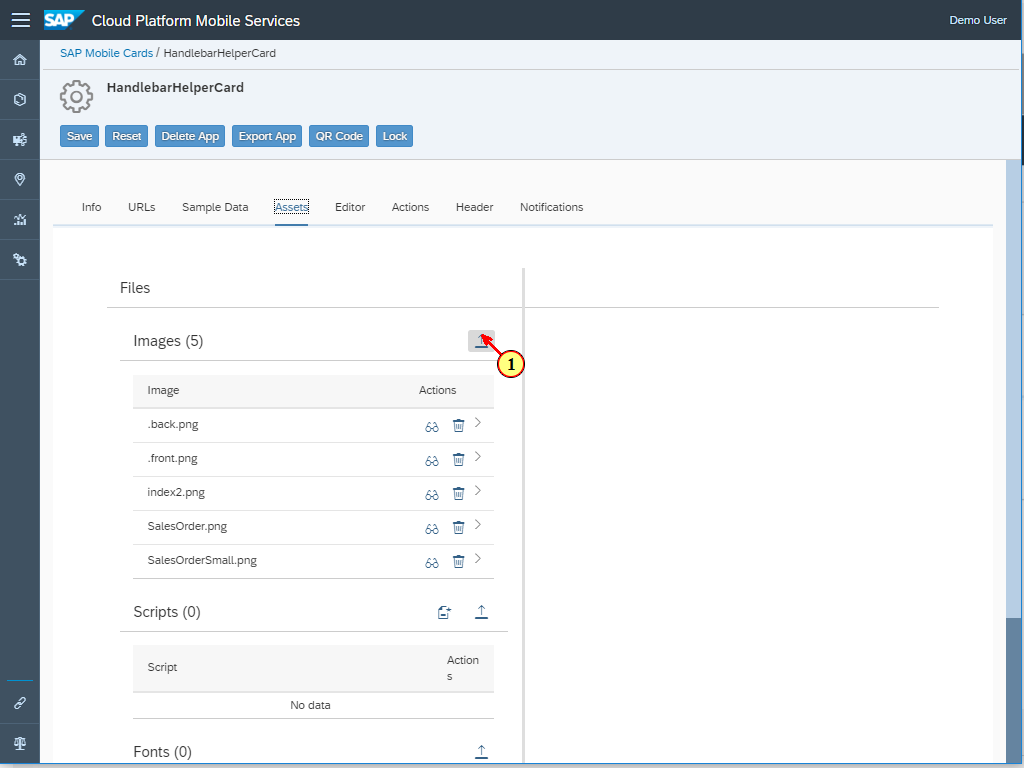 SAP Cloud Platform Mobile Services Demo User
SAP Mobile Cards / HandlebarHelperCard
HandlebarHelperCard
Save Reset Delete App Export App QR Code Lock
Info URLs Sample Data Assets Editor Actions Header Notifications
Files
Images (5)
1
Image Actions
.back.png
.front.png
index2.png
SalesOrder.png
SalesOrderSmall.png
Scripts (0)
Script Action
s
No data
Fonts (0)